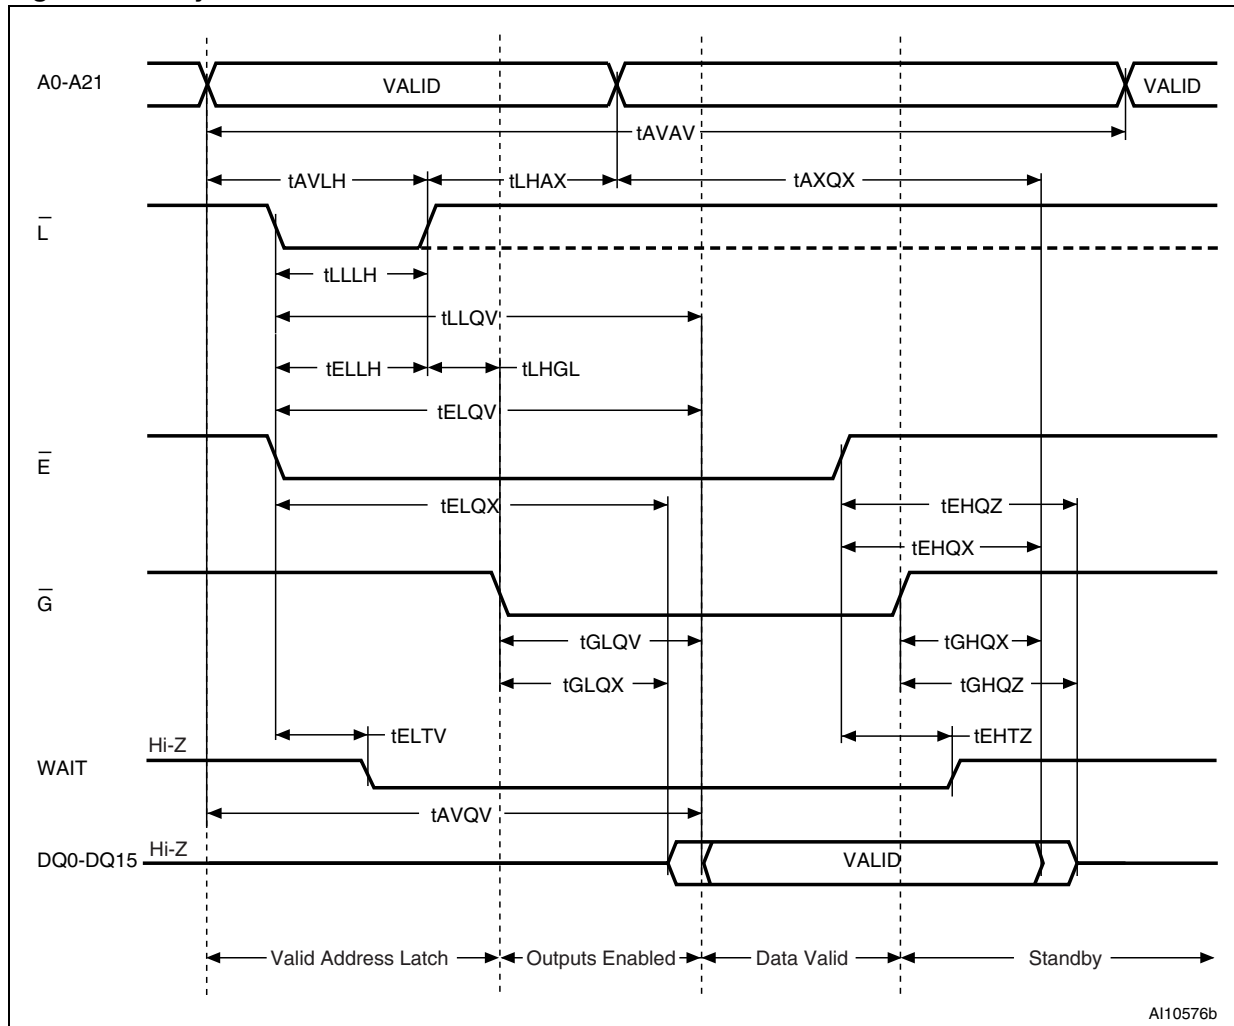 A0-A21
VALID
VALID
tAVAV
tAVLH
tLHAX
tAXQX
L
tLLLH
tLLQV
tELLH
tLHGL
tELQV
E
tELQX
tEHQZ
tEHQX
G
tGLQV
tGHQX
tGLQX
tGHQZ
tELTV
tEHTZ
Hi-Z
WAIT
tAVQV
Hi-Z
DQ0-DQ15
VALID
Valid Address Latch
Outputs Enabled
Data Valid
Standby
AI10576b